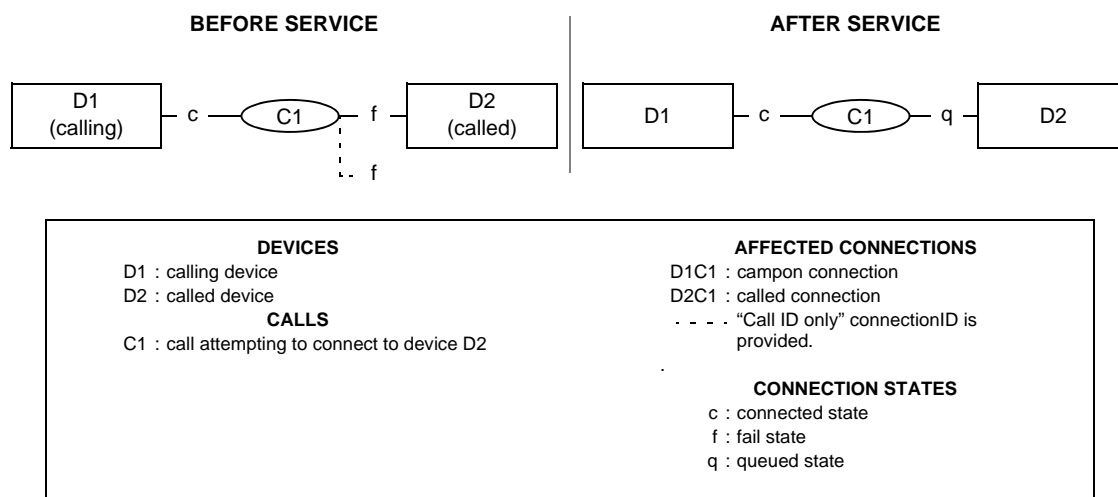 BEFORE SERVICE
AFTER SERVICE
D1
(calling)
c
C1
f
D2
(called)
f
D1
c
C1
q
D2
DEVICES
D1 : calling device
D2 : called device
CALLS
C1 : call attempting to connect to device D2
AFFECTED CONNECTIONS
D1C1 : campon connection
D2C1 : called connection
- - - - “Call ID only” connectionID is
provided.
.
CONNECTION STATES
c : connected state
f : fail state
q : queued state